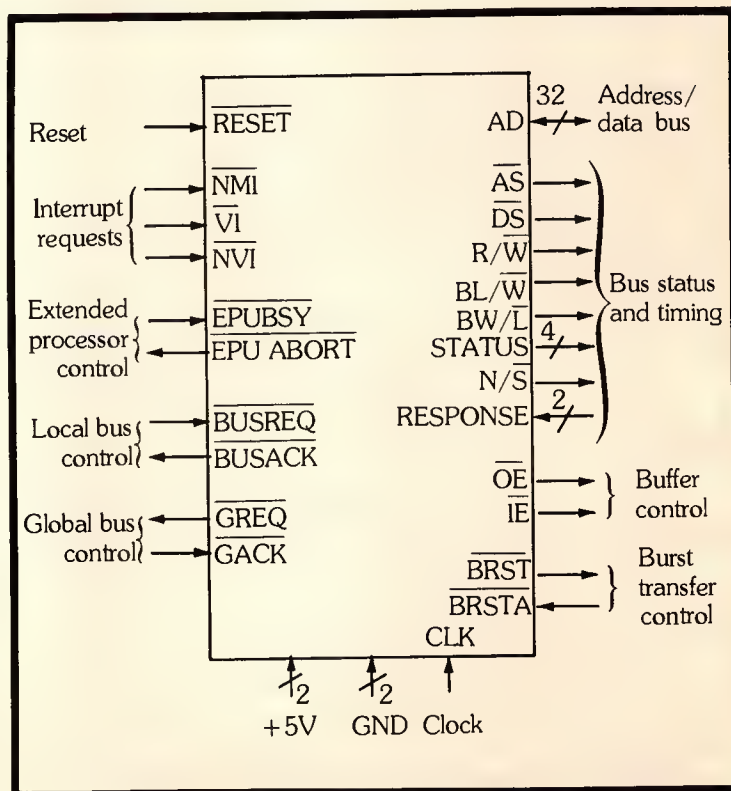 Reset
RESET
Interrupt
requests
NMI
VI
NVI
Extended
processor
control
EPUBSY
EPU ABORT
Local bus
control
BUSREQ
BUSACK
Global bus
control
GREQ
GACK
AD
32
Address/
data bus
AS
DS
R/W
BL/W
BW/L
STATUS
4
N/S
RESPONSE
2
Bus status
and timing
OE
IE
Buffer
control
BRST
BRSTA
Burst
transfer
control
CLK
2
+5V
2
GND
Clock